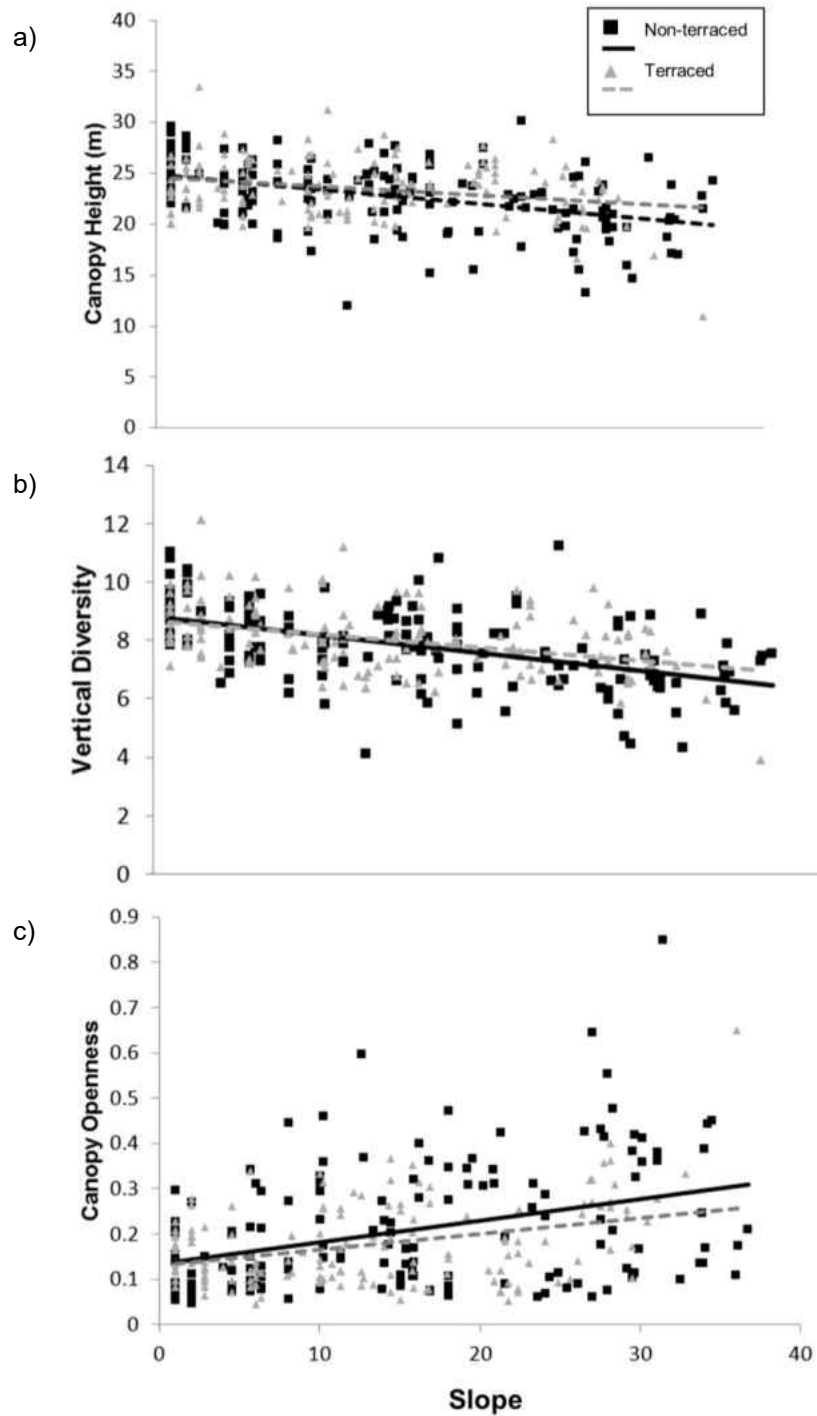 a)
Non-terraced
Terraced
Canopy Height (m)
40
35
30
25
20
15
10
5
0
b)
Vertical Diversity
14
12
10
8
6
4
2
0
c)
Canopy Openness
0.9
0.8
0.7
0.6
0.5
0.4
0.3
0.2
0.1
0
0 10 20 30 40
Slope